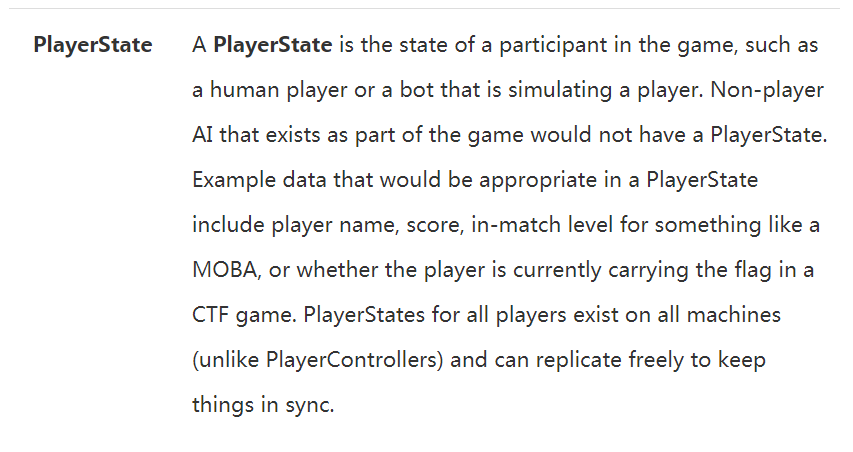 PlayerState A PlayerState is the state of a participant in the game, such as
a human player or a bot that is simulating a player. Non-player
AI that exists as part of the game would not have a PlayerState.
Example data that would be appropriate in a PlayerState
include player name, score, in-match level for something like a
MOBA, or whether the player is currently carrying the flag in a
CTF game. PlayerStates for all players exist on all machines
(unlike PlayerControllers) and can replicate freely to keep
things in sync.